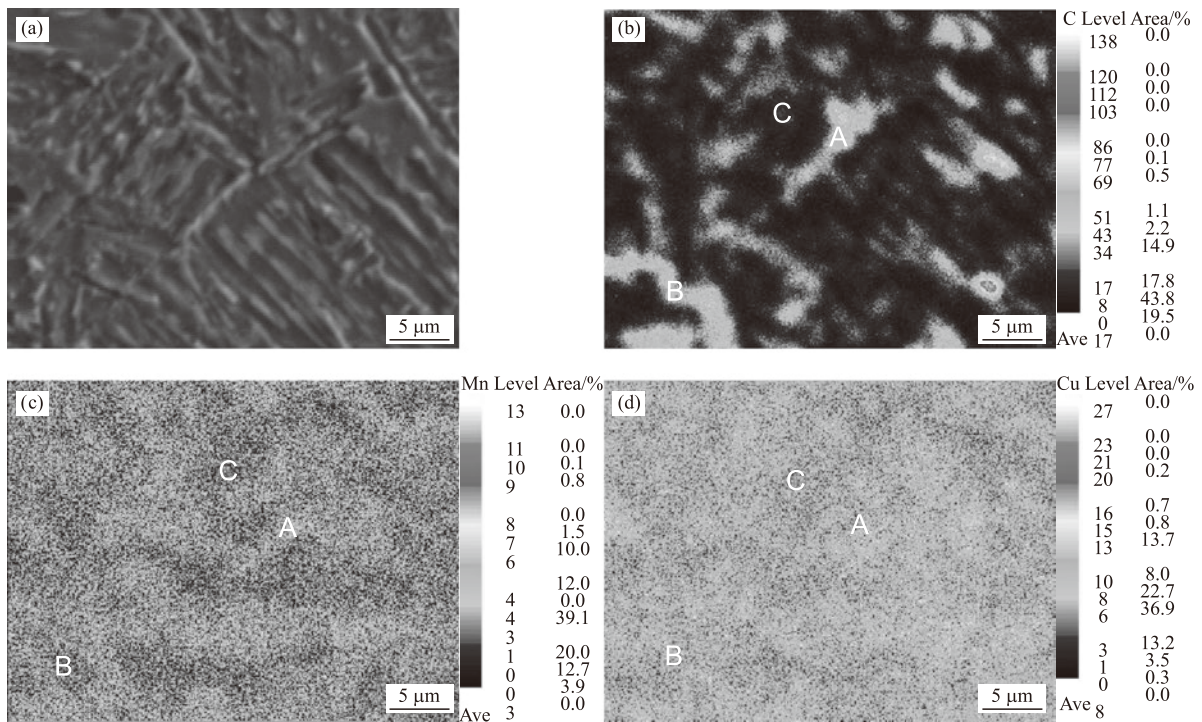 (a)
5 μm
(b)
C
A
B
5 μm
C Level Area/%
138 0.0
120 0.0
112 0.0
103 0.0
86 0.0
77 0.1
69 0.5
51 1.1
43 2.2
34 14.9
17 17.8
8 43.8
0 19.5
Ave 17 0.0
(c)
C
A
B
5 μm
Mn Level Area/%
13 0.0
11 0.0
10 0.1
9 0.8
8 0.0
7 1.5
6 10.0
4 12.0
4 0.0
3 39.1
1 20.0
0 12.7
0 3.9
Ave 3 0.0
(d)
C
A
B
5 μm
Cu Level Area/%
27 0.0
23 0.0
21 0.0
20 0.2
16 0.7
15 0.8
13 13.7
10 8.0
8 22.7
6 36.9
3 13.2
1 3.5
0 0.3
Ave 8 0.0